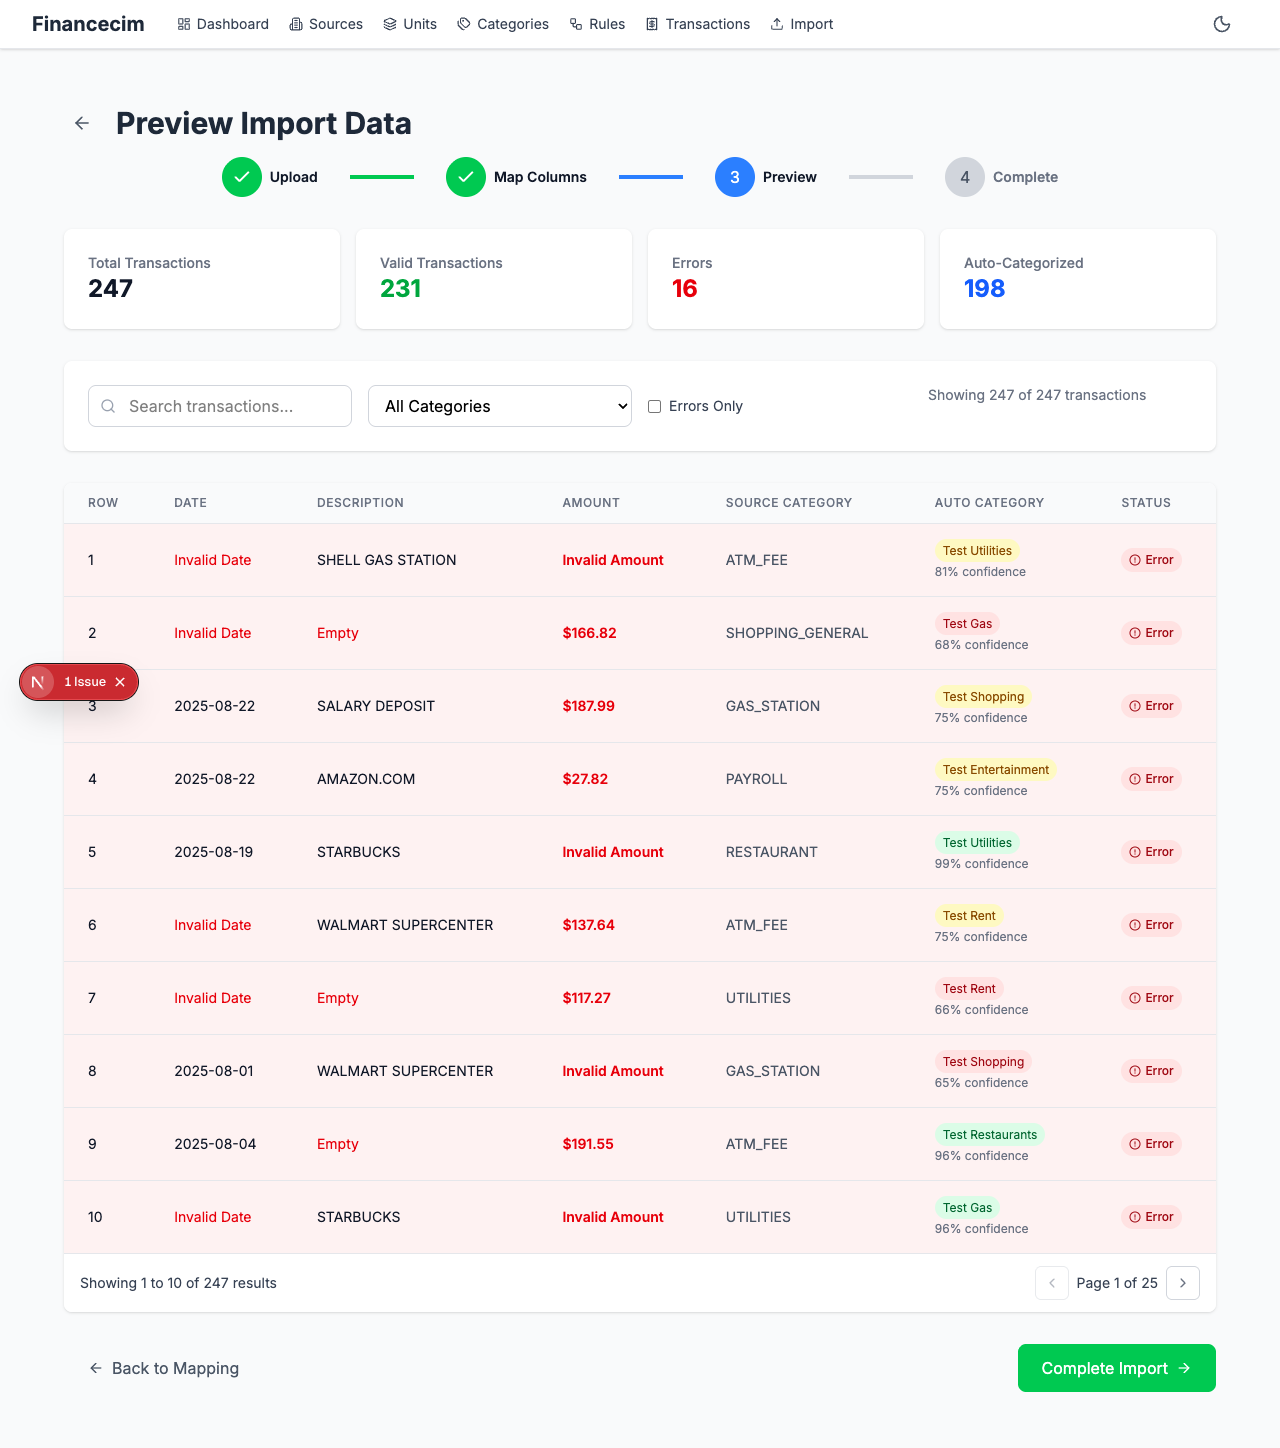 Financecim Dashboard Sources Units Categories Rules Transactions Import
Preview Import Data
Upload Map Columns 3 Preview 4 Complete
Total Transactions Valid Transactions Errors Auto-Categorized
247 231 16 198
Search transactions... All Categories Errors Only Showing 247 of 247 transactions
ROW DATE DESCRIPTION AMOUNT SOURCE CATEGORY AUTO CATEGORY STATUS
1 Invalid Date SHELL GAS STATION Invalid Amount ATM_FEE Test Utilities Error
81% confidence
2 Invalid Date Empty $166.82 SHOPPING_GENERAL Test Gas Error
68% confidence
N 1 Issue
3 2025-08-22 SALARY DEPOSIT $187.99 GAS_STATION Test Shopping Error
75% confidence
4 2025-08-22 AMAZON.COM $27.82 PAYROLL Test Entertainment Error
75% confidence
5 2025-08-19 STARBUCKS Invalid Amount RESTAURANT Test Utilities Error
99% confidence
6 Invalid Date WALMART SUPERCENTER $137.64 ATM_FEE Test Rent Error
75% confidence
7 Invalid Date Empty $117.27 UTILITIES Test Rent Error
66% confidence
8 2025-08-01 WALMART SUPERCENTER Invalid Amount GAS_STATION Test Shopping Error
65% confidence
9 2025-08-04 Empty $191.55 ATM_FEE Test Restaurants Error
96% confidence
10 Invalid Date STARBUCKS Invalid Amount UTILITIES Test Gas Error
96% confidence
Showing 1 to 10 of 247 results Page 1 of 25
Back to Mapping Complete Import